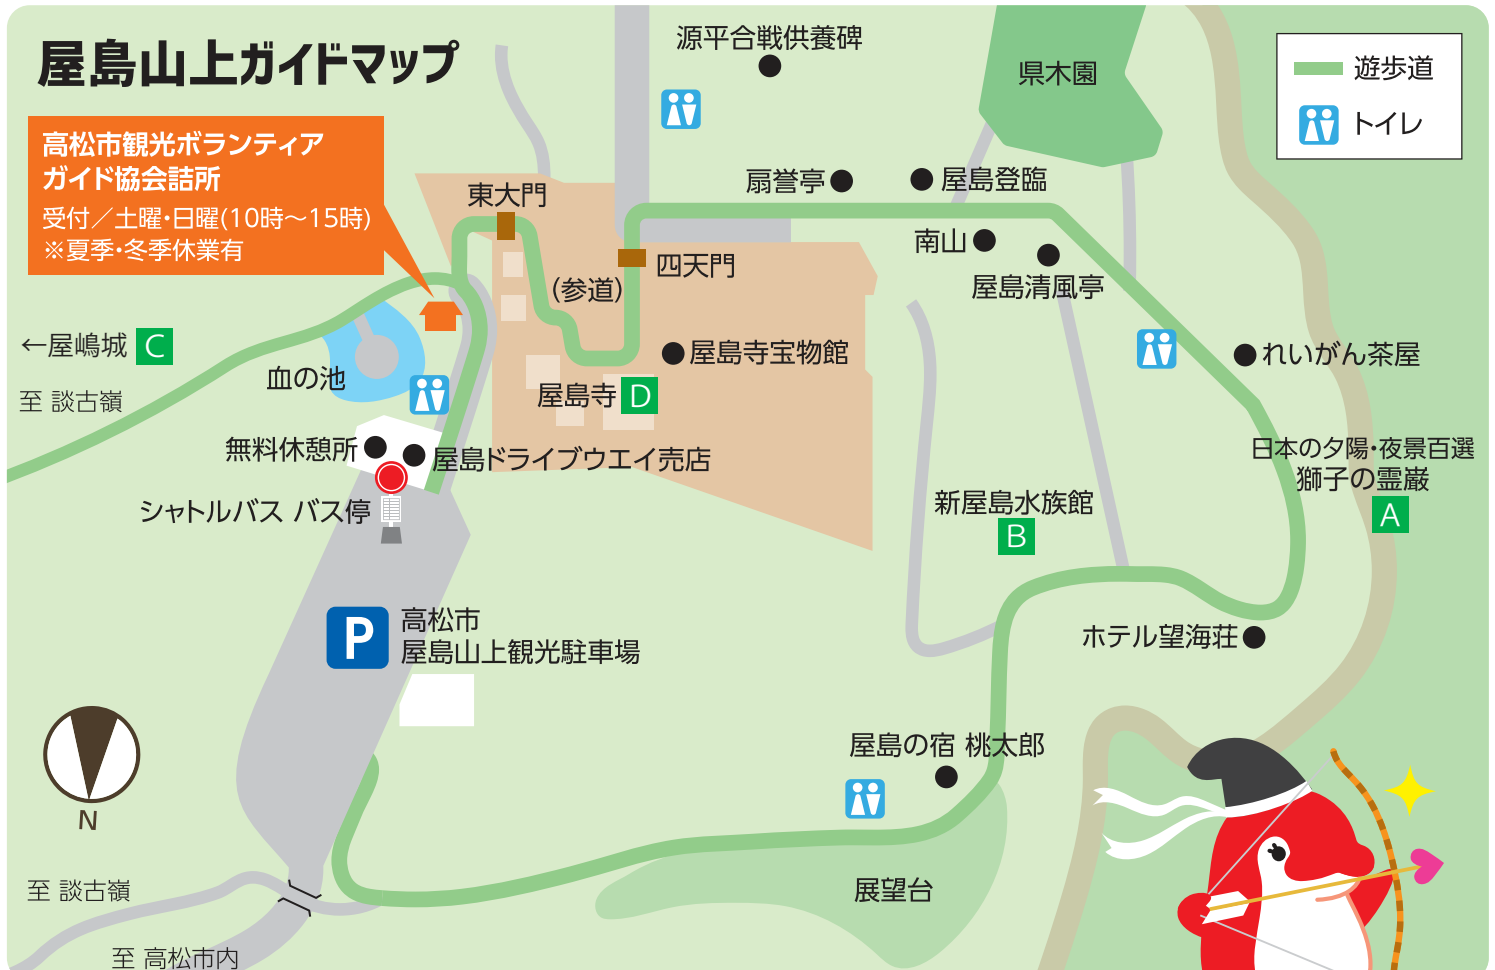 屋島山上ガイドマップ
高松市観光ボランティア
ガイド協会詰所
受付／土曜・日曜(10時〜15時)
※夏季・冬季休業有
源平合戦供養碑
県木園
遊歩道
トイレ
東大門
扇誉亭
屋島登臨
南山
四天門
(参道)
屋島清風亭
←屋嶋城 C
血の池
屋島寺宝物館
れいがん茶屋
至 談古嶺
屋島寺 D
無料休憩所
屋島ドライブウエイ売店
日本の夕陽・夜景百選
獅子の霊巌
A
シャトルバス バス停
新屋島水族館
B
P
高松市
屋島山上観光駐車場
ホテル望海荘
屋島の宿 桃太郎
N
至 談古嶺
展望台
至 高松市内